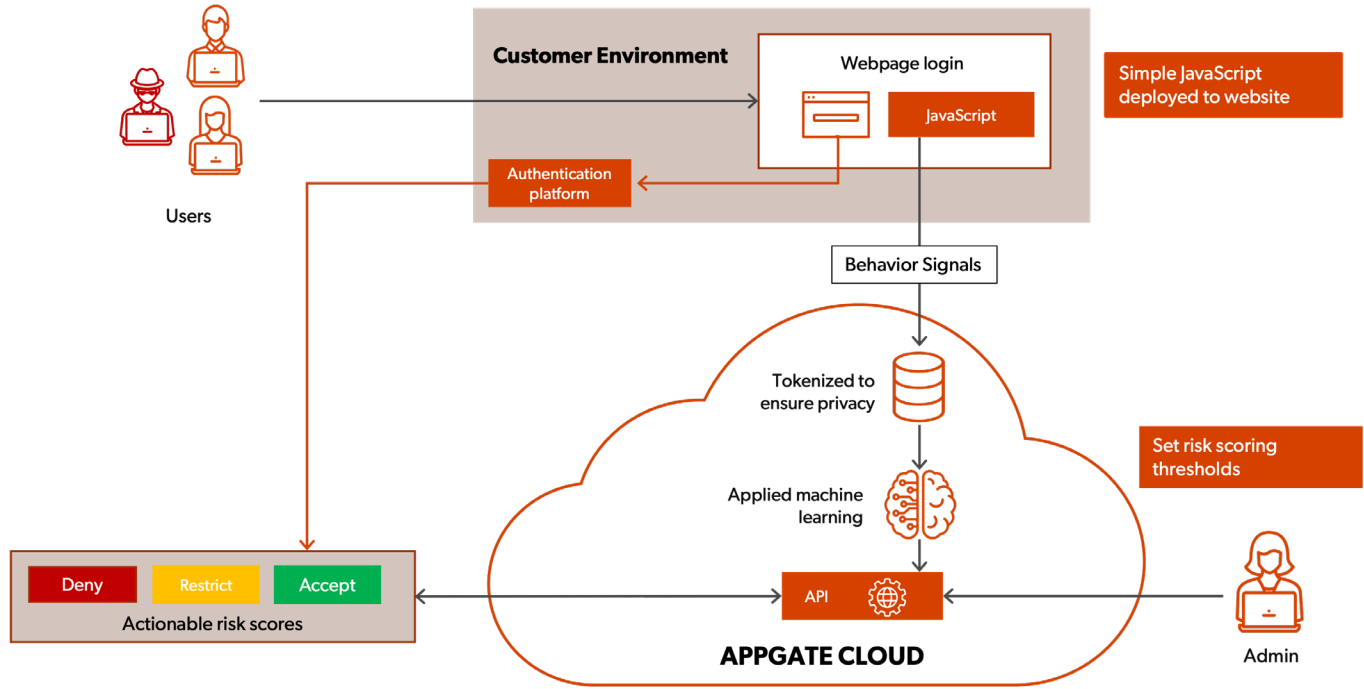 Customer Environment
Webpage login
JavaScript
Simple JavaScript
deployed to website
Authentication
platform
Users
Behavior Signals
Tokenized to
ensure privacy
Set risk scoring
thresholds
Applied machine
learning
Deny
Restrict
Accept
Actionable risk scores
API
APPGATE CLOUD
Admin